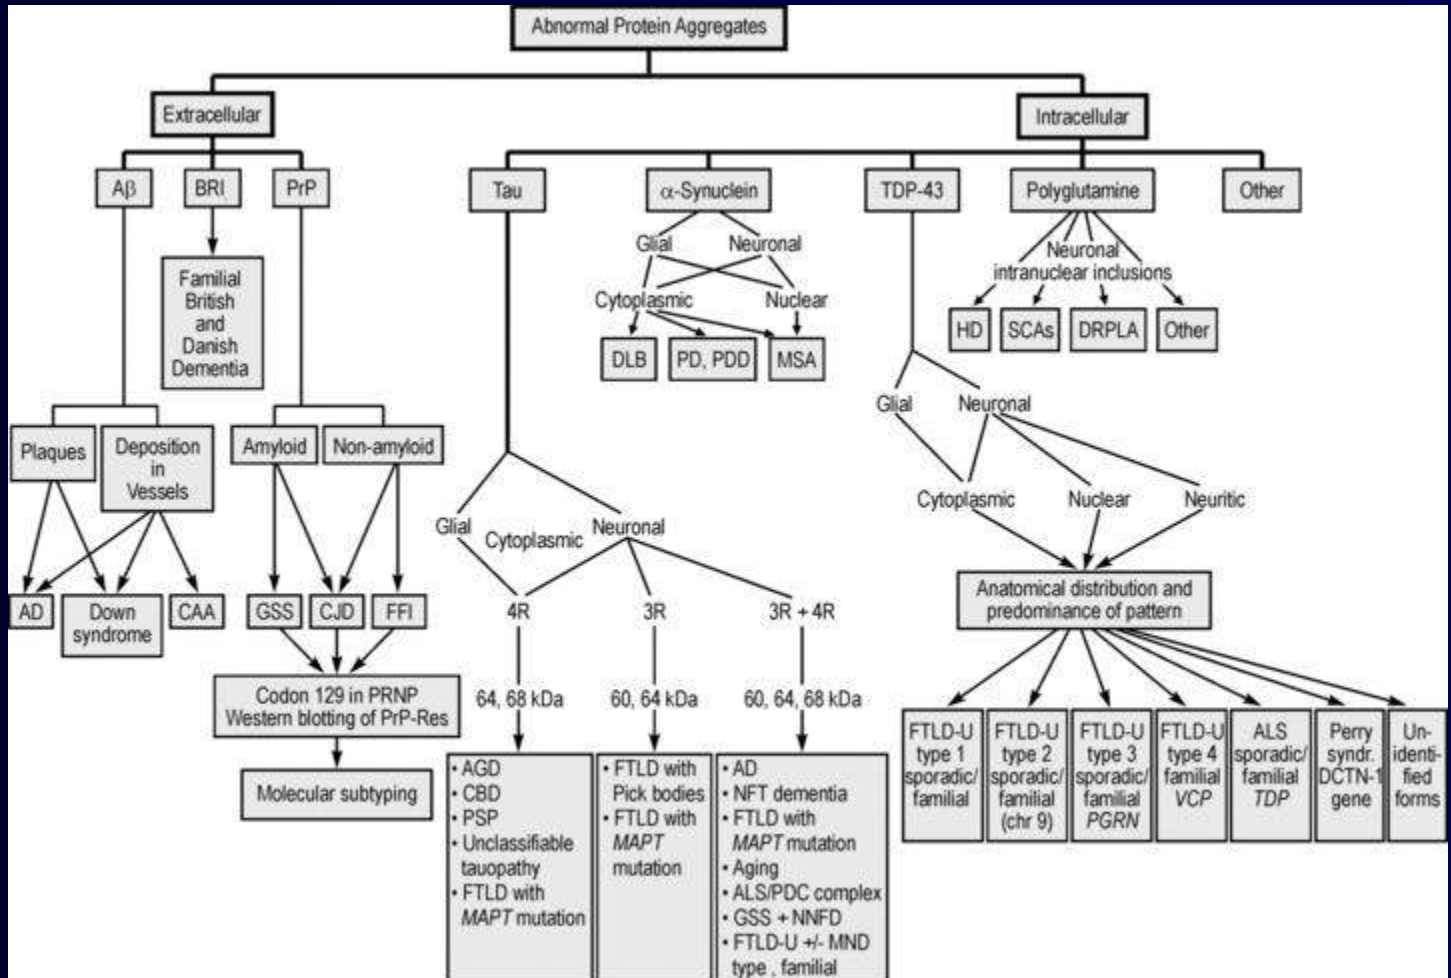 Abnormal Protein Aggregates
Extracellular
Intracellular
Aβ
BRI
PrP
Tau
α-Synuclein
TDP-43
Polyglutamine
Other
Familial
British
and
Danish
Dementia
Glial
Neuronal
Cytoplasmic
Nuclear
DLB
PD, PDD
MSA
Neuronal
intranuclear inclusions
HD
SCAs
DRPLA
Other
Plaques
Deposition
in
Vessels
Amyloid
Non-amyloid
AD
Down
syndrome
CAA
GSS
CJD
FFI
Codon 129 in PRNP
Western blotting of PrP-Res
Molecular subtyping
Glial
Cytoplasmic
Neuronal
4R
3R
3R + 4R
64, 68 kDa
60, 64 kDa
60, 64, 68 kDa
• AGD
• CBD
• PSP
• Unclassifiable
tauopathy
• FTLD with
MAPT mutation
• FTLD with
Pick bodies
• FTLD with
MAPT
mutation
• AD
• NFT dementia
• FTLD with
MAPT mutation
• Aging
• ALS/PDC complex
• GSS + NNFD
• FTLD-U +/- MND
type , familial
Glial
Neuronal
Cytoplasmic
Nuclear
Neuritic
Anatomical distribution and
predominance of pattern
FTLD-U
type 1
sporadic/
familial
FTLD-U
type 2
sporadic/
familial
(chr 9)
FTLD-U
type 3
sporadic/
familial
PGRN
FTLD-U
type 4
familial
VCP
ALS
sporadic/
familial
TDP
Perry
syndr.
DCTN-1
gene
Un-
identi-
fied
forms